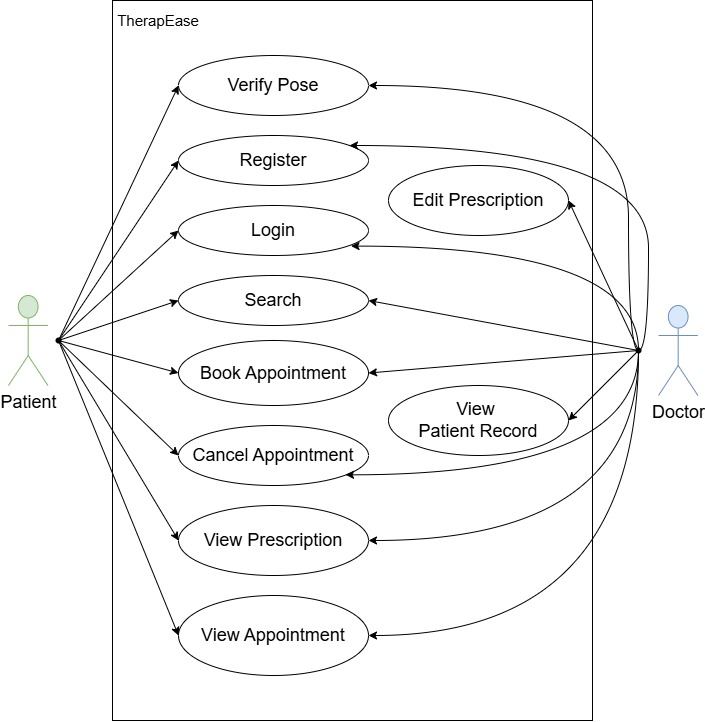 TherapEase
Verify Pose
Register
Edit Prescription
Login
Search
Book Appointment
Patient
View
Patient Record
Doctor
Cancel Appointment
View Prescription
View Appointment